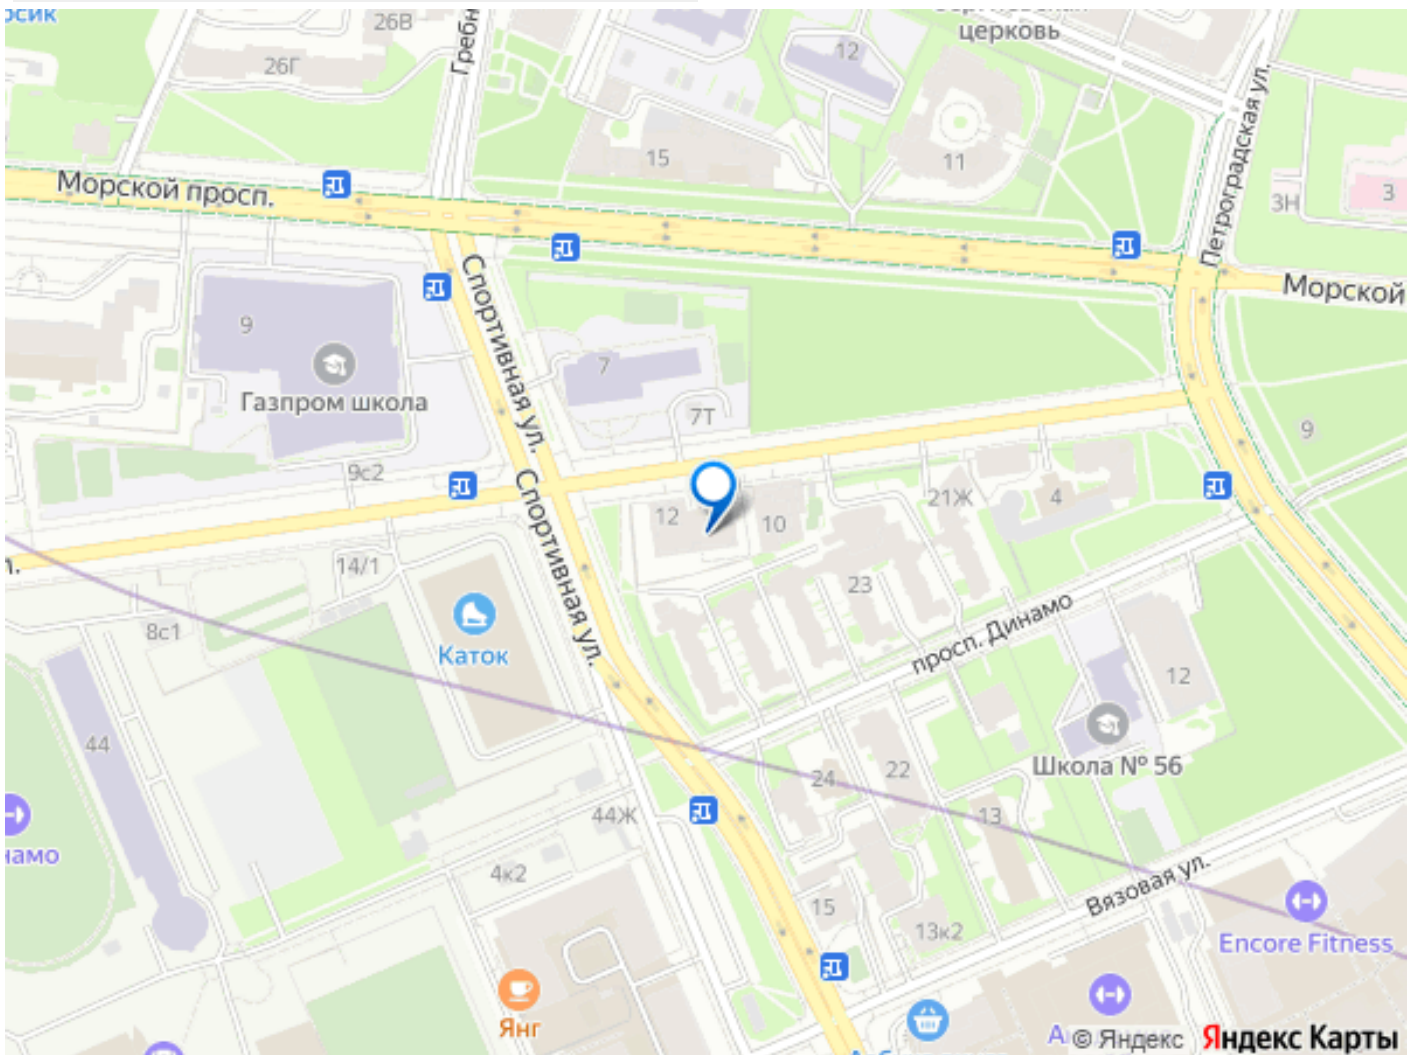 26В
церковь
26Г
12
Гребн
Петроградская ул.
15
11
Морской просп.
3
3Н
Спортивная ул.
Морской
9
7
Газпром школа
7Т
9
9с2
12
10
21Ж
4
Спортивная ул.
14/1
23
8с1
просп. Динамо
Каток
12
44
Школа № 56
22
24
13
44Ж
4к2
15
Вязовая ул.
13к2
Encore Fitness
Янг
© Яндекс Яндекс Карты